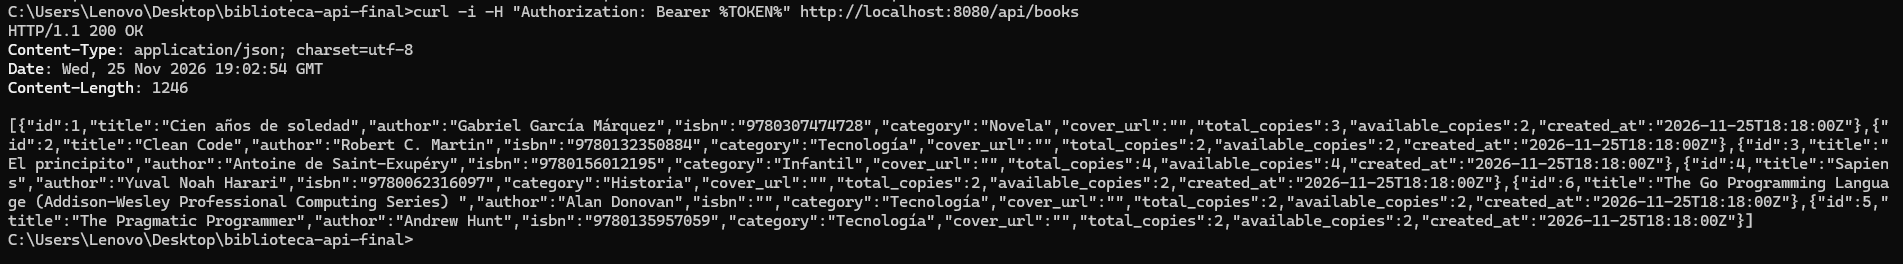 C:\Users\Lenovo\Desktop\biblioteca-api-final>curl -i -H "Authorization: Bearer %TOKEN%" http://localhost:8080/api/books
HTTP/1.1 200 OK
Content-Type: application/json; charset=utf-8
Date: Wed, 25 Nov 2026 19:02:54 GMT
Content-Length: 1246

[{"id":1,"title":"Cien años de soledad","author":"Gabriel García Márquez","isbn":"9780307474728","category":"Novela","cover_url":"","total_copies":3,"available_copies":2,"created_at":"2026-11-25T18:18:00Z"},{"
id":2,"title":"Clean Code","author":"Robert C. Martin","isbn":"9780132350884","category":"Tecnología","cover_url":"","total_copies":2,"available_copies":2,"created_at":"2026-11-25T18:18:00Z"},{"id":3,"title":"
El principito","author":"Antoine de Saint-Exupéry","isbn":"9780156012195","category":"Infantil","cover_url":"","total_copies":4,"available_copies":4,"created_at":"2026-11-25T18:18:00Z"},{"id":4,"title":"Sapien
s","author":"Yuval Noah Harari","isbn":"9780062316097","category":"Historia","cover_url":"","total_copies":2,"available_copies":2,"created_at":"2026-11-25T18:18:00Z"},{"id":6,"title":"The Go Programming Langua
ge (Addison-Wesley Professional Computing Series) ","author":"Alan Donovan","isbn":"","category":"Tecnología","cover_url":"","total_copies":2,"available_copies":2,"created_at":"2026-11-25T18:18:00Z"},{"id":5,"
title":"The Pragmatic Programmer","author":"Andrew Hunt","isbn":"9780135957059","category":"Tecnología","cover_url":"","total_copies":2,"available_copies":2,"created_at":"2026-11-25T18:18:00Z"}]
C:\Users\Lenovo\Desktop\biblioteca-api-final>